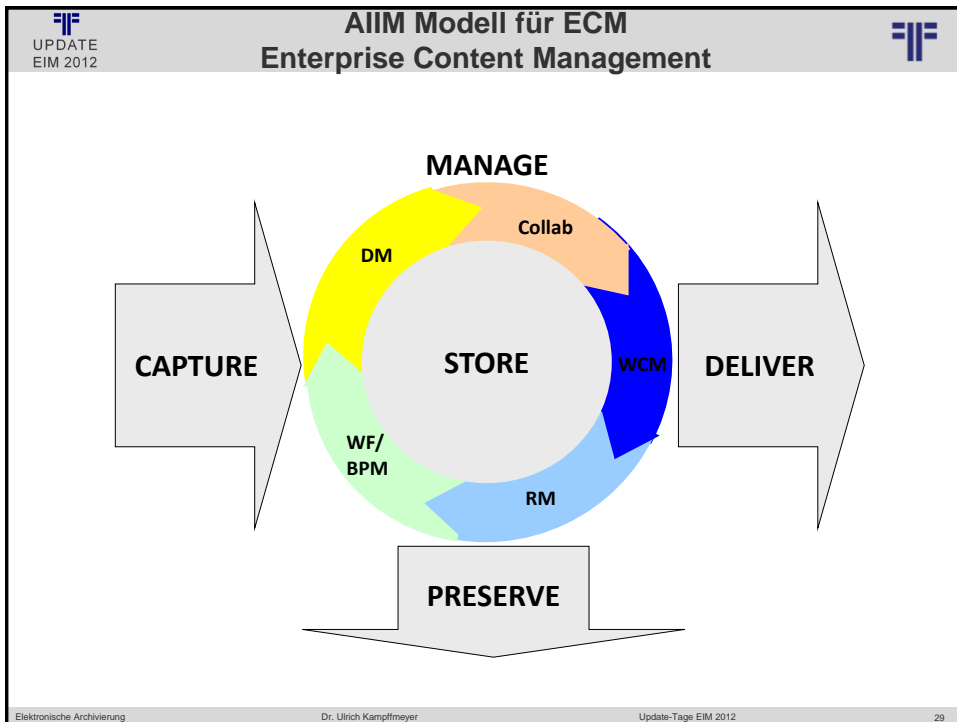 UPDATE
EIM 2012
AIIM Modell für ECM
Enterprise Content Management
MANAGE
Collab
DM
CAPTURE
STORE
WCM
DELIVER
WF/
BPM
RM
PRESERVE
Elektronische Archivierung
Dr. Ulrich Kampffmeyer
Update-Tage EIM 2012
29